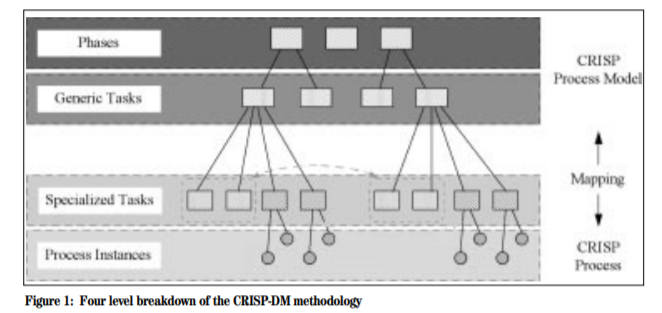 Phases
CRISP
Process Model
Generic Tasks
Mapping
Specialized Tasks
Process Instances
CRISP
Process
Figure 1: Four level breakdown of the CRISP-DM methodology